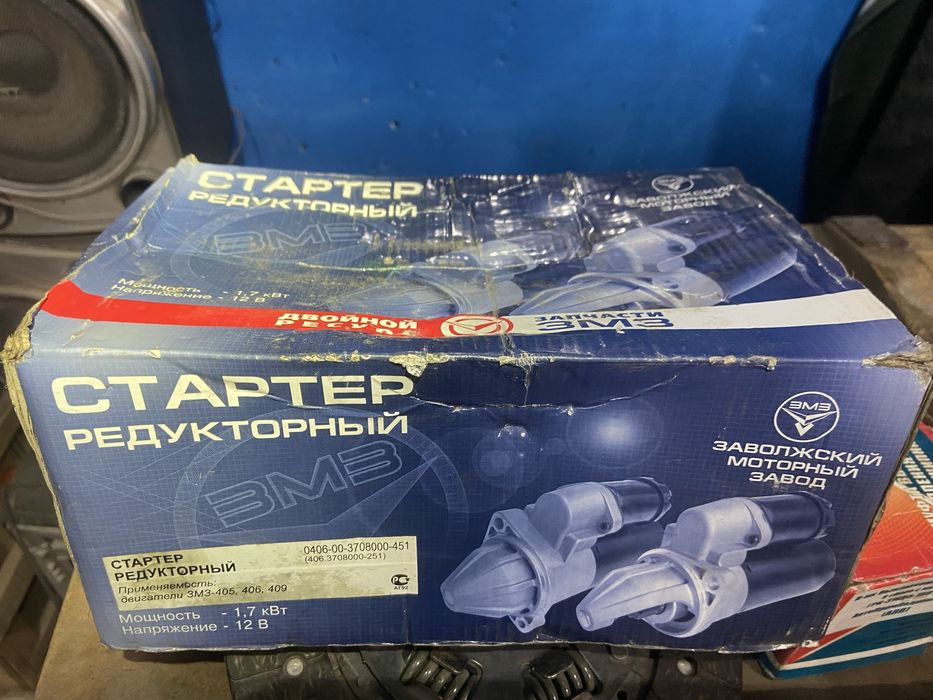 СТАРТЕР
РЕДУКТОРНЫЙ
ЗМЗ
ЗАВОЛЖСКИЙ
Мощность - 1,7 кВт
Напряжение - 12 В
ДВОЙНОЙ
РЕСУРС
ЗАПЧАСТИ
ЗМЗ
СТАРТЕР
РЕДУКТОРНЫЙ
ЗМЗ
ЗМЗ
ЗАВОЛЖСКИЙ
МОТОРНЫЙ
ЗАВОД
СТАРТЕР
РЕДУКТОРНЫЙ
0406-00-3708000-451
(406.3708000-251)
Применяемость:
двигатели ЗМЗ-405, 406, 409
АГ92
Мощность - 1,7 кВт
Напряжение - 12 В